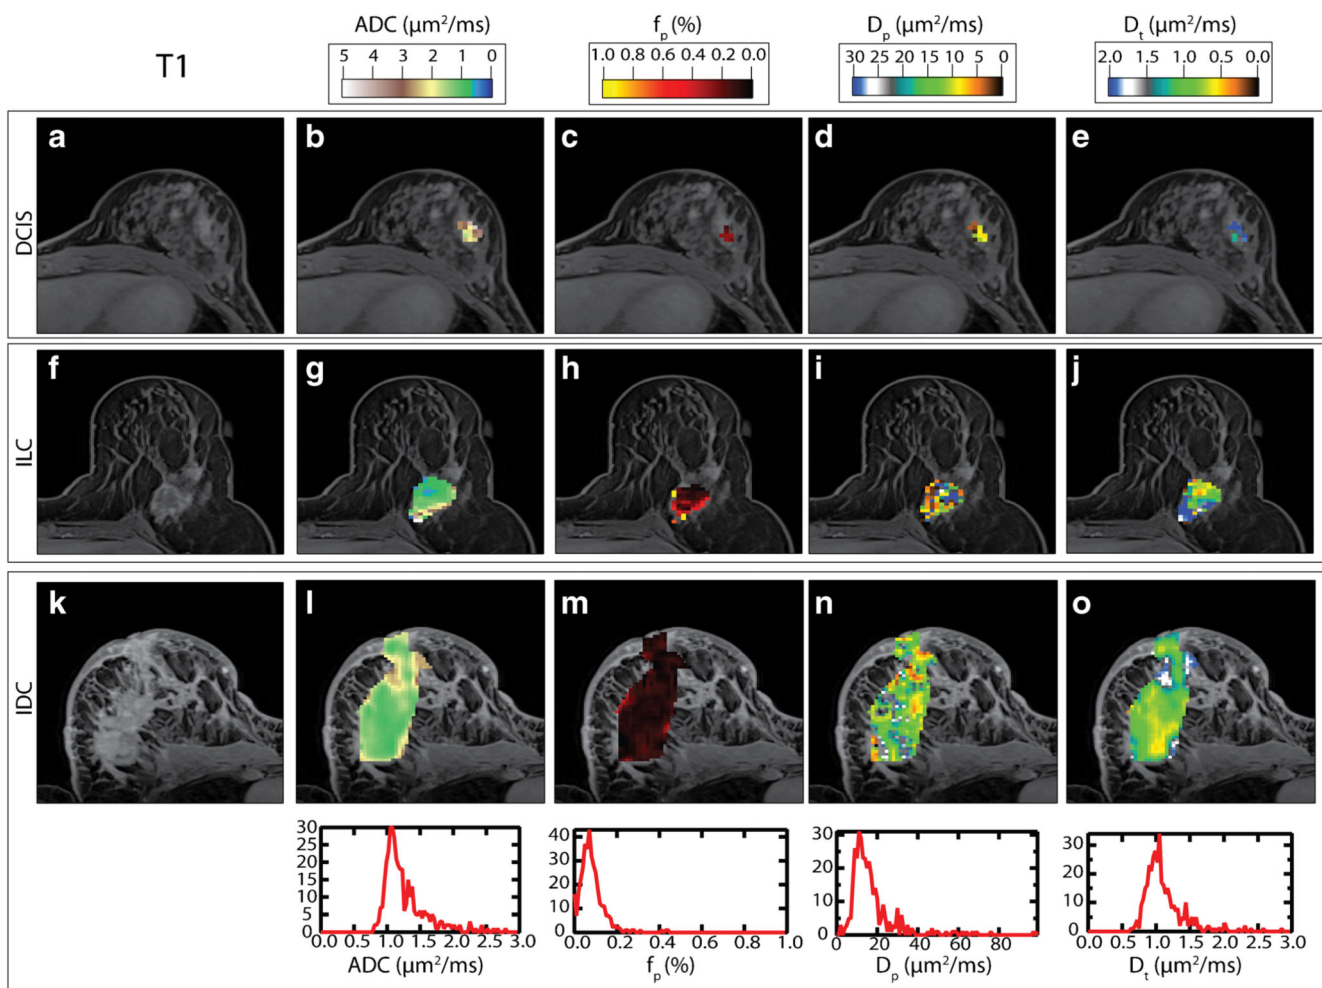 T1
ADC (μm²/ms)
5 4 3 2 1 0
fp (%)
1.0 0.8 0.6 0.4 0.2 0.0
Dp (μm²/ms)
30 25 20 15 10 5 0
Dt (μm²/ms)
2.0 1.5 1.0 0.5 0.0
DCIS
a b c d e
ILC
f g h i j
IDC
k l m n o
30
25
20
15
10
5
0
0.0 0.5 1.0 1.5 2.0 2.5 3.0
ADC (μm²/ms)
40
30
20
10
0
0.0 0.2 0.4 0.6 0.8 1.0
fp (%)
30
20
10
0
0 20 40 60 80
Dp (μm²/ms)
30
20
10
0
0.0 0.5 1.0 1.5 2.0 2.5 3.0
Dt (μm²/ms)